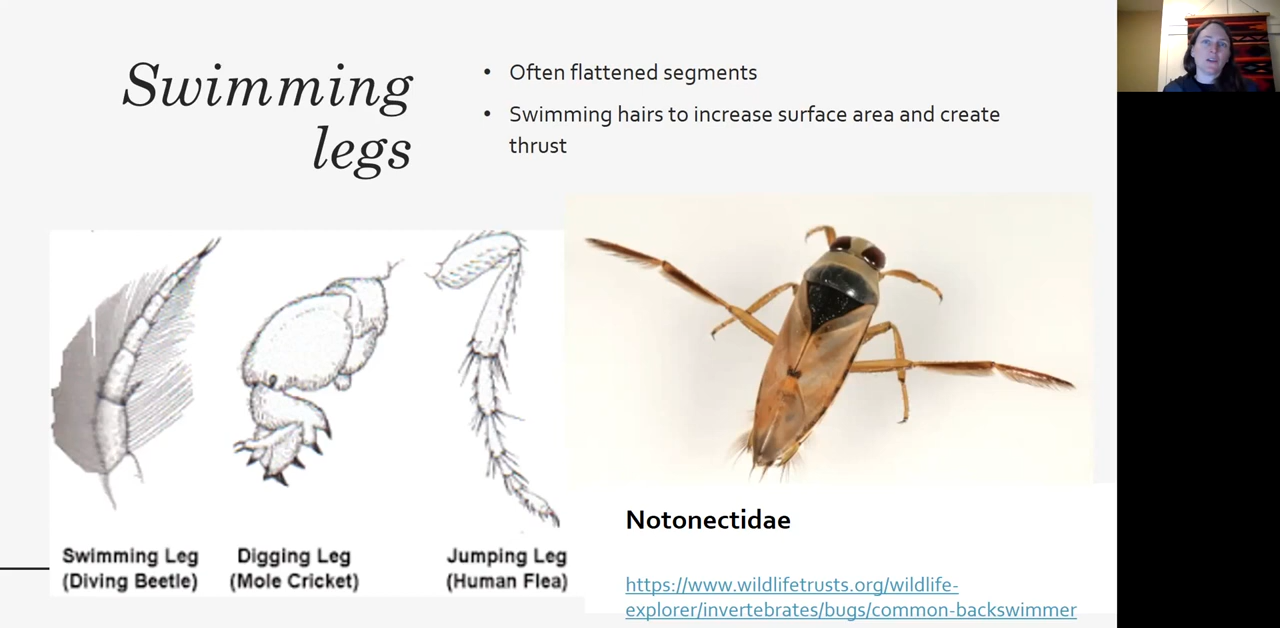 Swimming
legs
• Often flattened segments
• Swimming hairs to increase surface area and create
thrust
Swimming Leg
(Diving Beetle)
Digging Leg
(Mole Cricket)
Jumping Leg
(Human Flea)
Notonectidae
https://www.wildlifetrusts.org/wildlife-
explorer/invertebrates/bugs/common-backswimmer